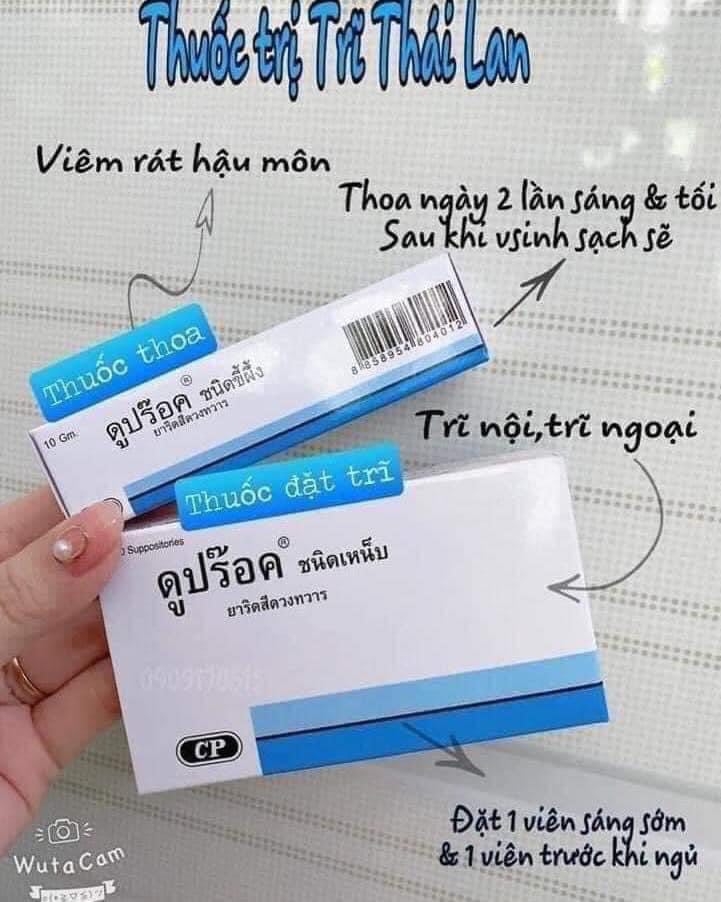 Thuốc trị Trĩ Thái Lan
Viêm rát hậu môn
Thoa ngày 2 lần sáng & tối
Sau khi vsinh sạch sẽ
Thuốc thoa
10 Gm.
ดูปร๊อค® ชนิดขี้ผึ้ง
ยาริดสีดวงทวาร
8 858954 804012
Trĩ nội,trĩ ngoại
Thuốc đặt trĩ
Suppositories
ดูปร๊อค® ชนิดเหน็บ
ยาริดสีดวงทวาร
CP
Đặt 1 viên sáng sớm
& 1 viên trước khi ngủ
WutaCam